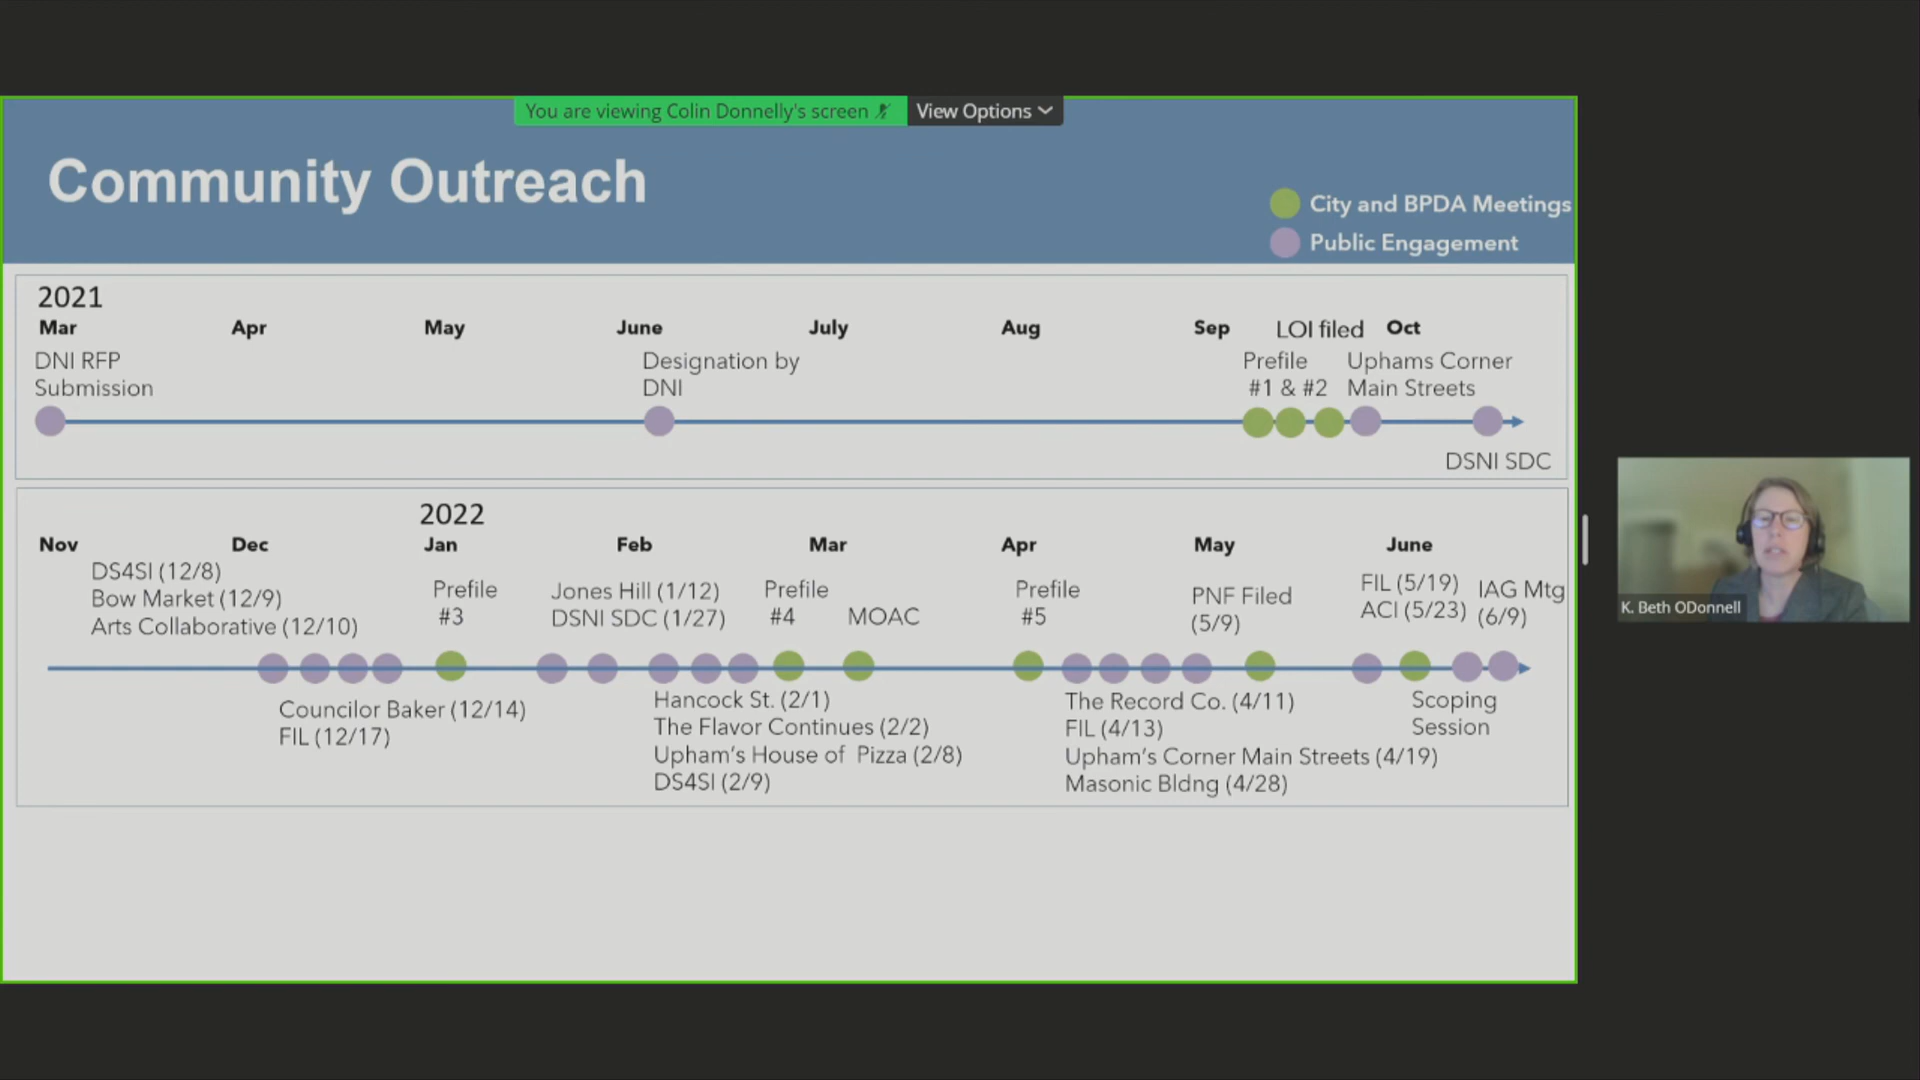 You are viewing Colin Donnelly's screen
View Options
Community Outreach
City and BPDA Meetings
Public Engagement
2021
Mar
Apr
May
June
July
Aug
Sep
LOI filed
Oct
DNI RFP
Submission
Designation by
DNI
Prefile
#1 & #2
Uphams Corner
Main Streets
DSNI SDC
2022
Nov
Dec
Jan
Feb
Mar
Apr
May
June
DS4SI (12/8)
Bow Market (12/9)
Arts Collaborative (12/10)
Prefile
#3
Jones Hill (1/12)
DSNI SDC (1/27)
Prefile
#4
MOAC
Prefile
#5
PNF Filed
(5/9)
FIL (5/19)
ACI (5/23)
IAG Mtg
(6/9)
Councilor Baker (12/14)
FIL (12/17)
Hancock St. (2/1)
The Flavor Continues (2/2)
Upham's House of  Pizza (2/8)
DS4SI (2/9)
The Record Co. (4/11)
FIL (4/13)
Upham's Corner Main Streets (4/19)
Masonic Bldng (4/28)
Scoping
Session
K. Beth ODonnell